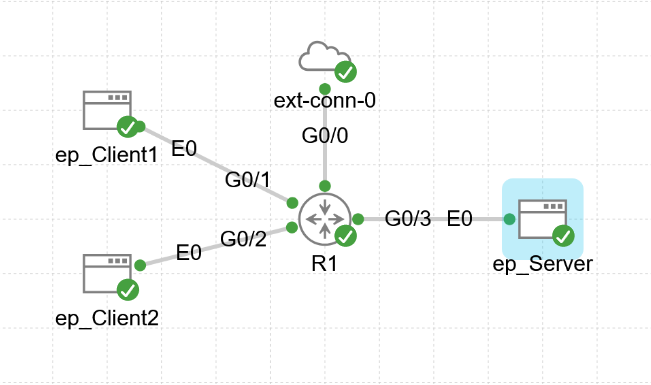 ext-conn-0
G0/0
ep_Client1
E0
G0/1
G0/3 E0
R1
ep_Server
E0
G0/2
ep_Client2